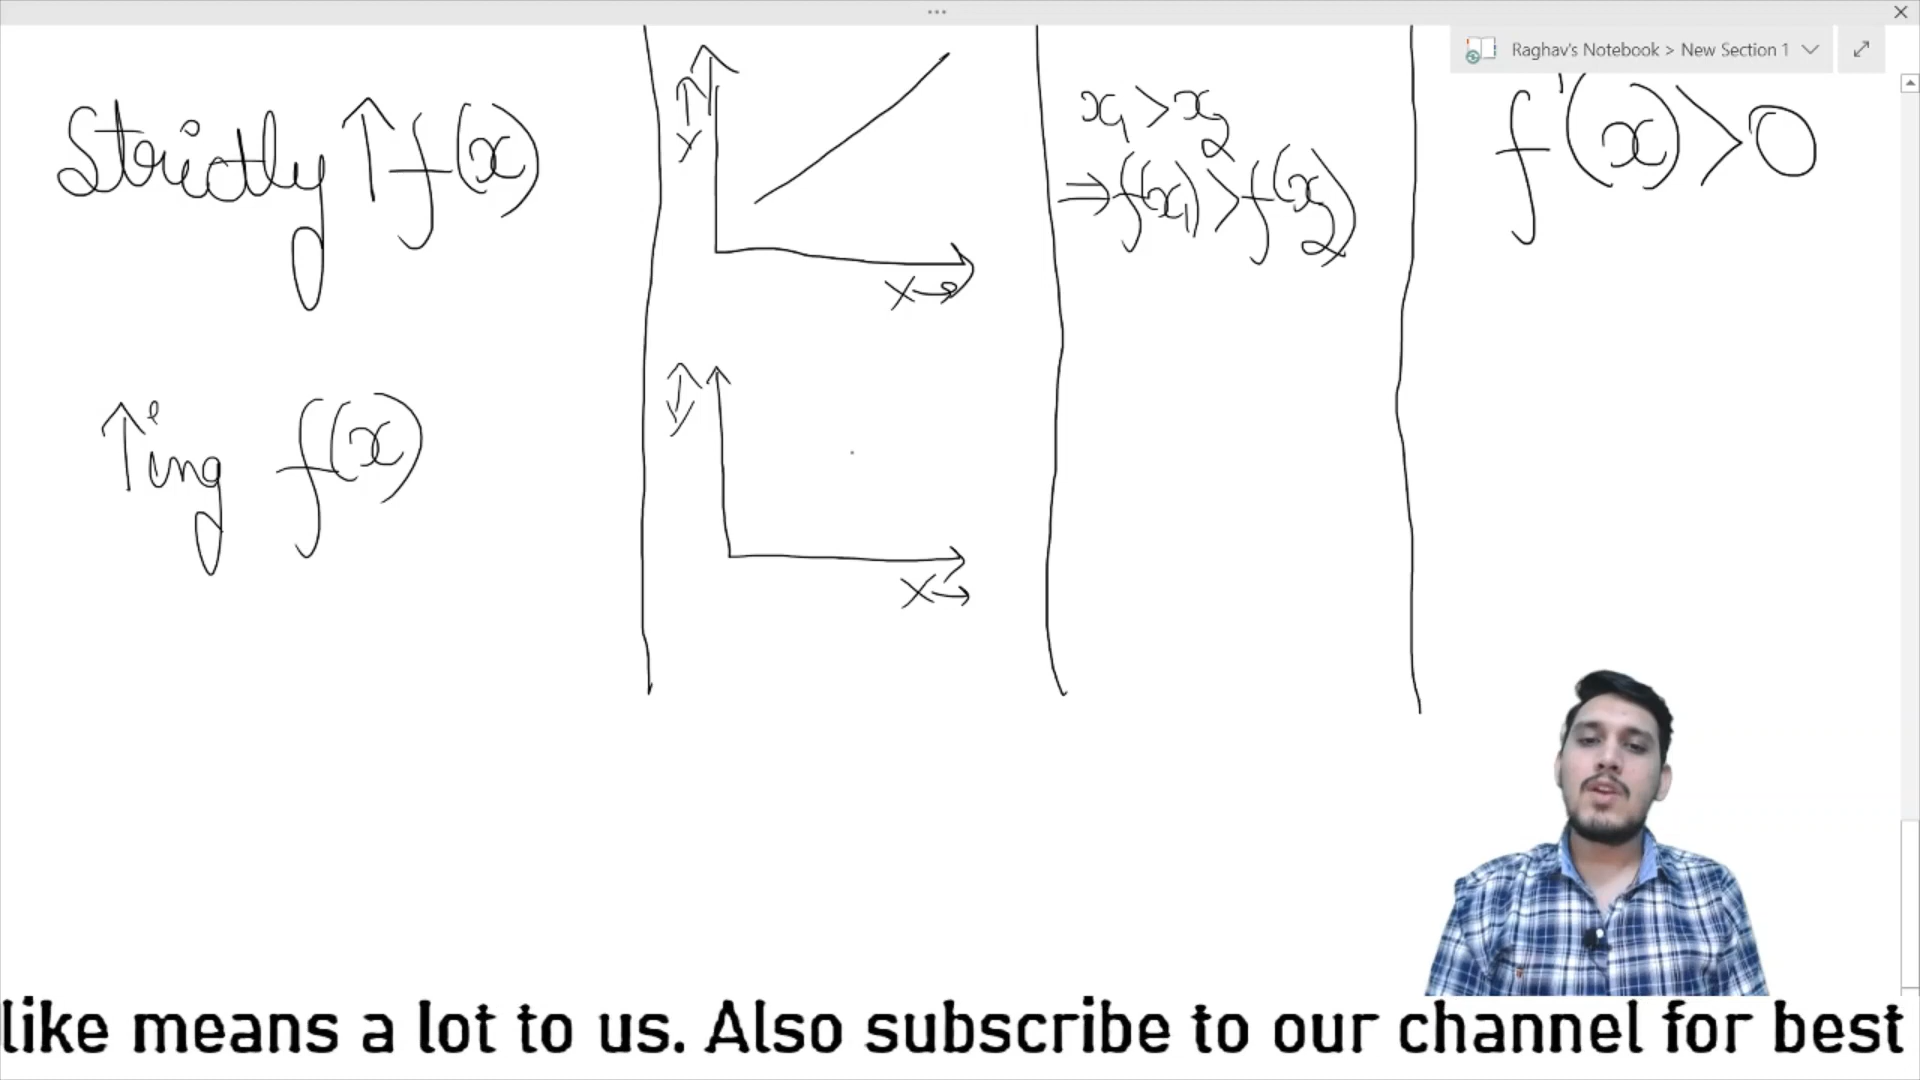 Raghav's Notebook > New Section 1
Strictly ↑ f(x)
Y→
X→
x₁ > x₂
⇒ f(x₁) > f(x₂)
f'(x) > 0
↑ing f(x)
Y→
X→
like means a lot to us. Also subscribe to our channel for best